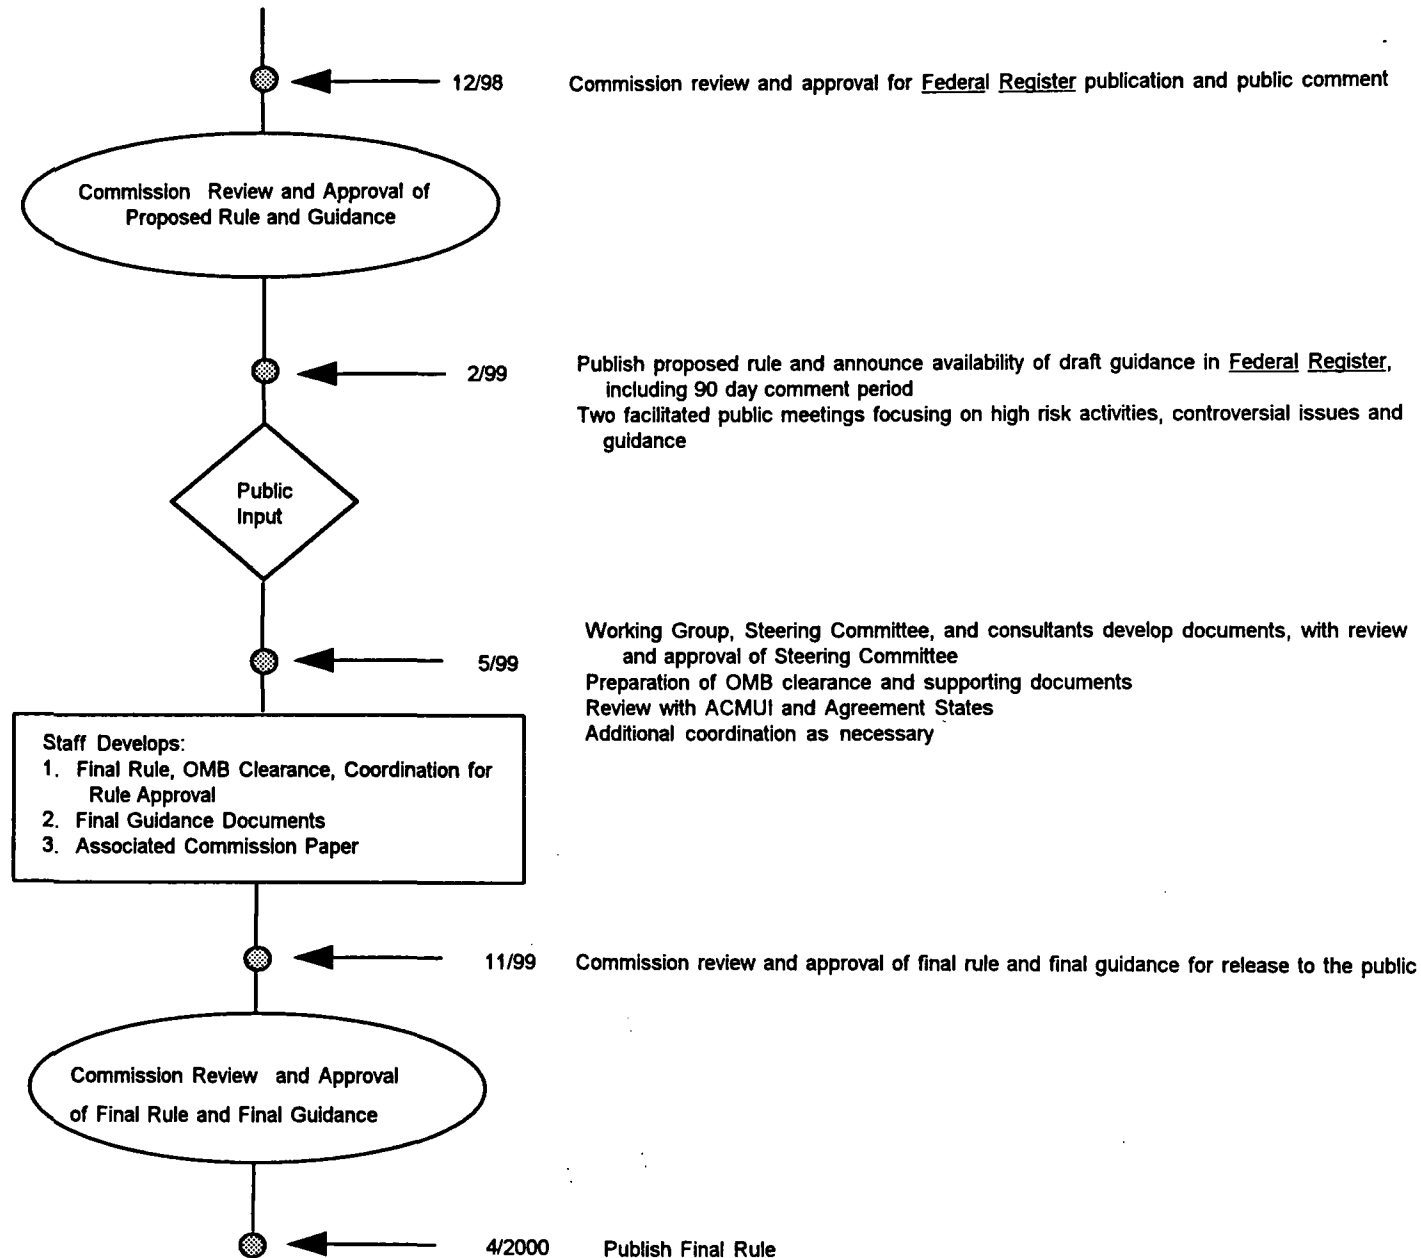 12/98 Commission review and approval for Federal Register publication and public comment
Commission Review and Approval of
Proposed Rule and Guidance
2/99 Publish proposed rule and announce availability of draft guidance in Federal Register,
including 90 day comment period
Two facilitated public meetings focusing on high risk activities, controversial issues and
guidance
Public
Input
5/99 Working Group, Steering Committee, and consultants develop documents, with review
and approval of Steering Committee
Preparation of OMB clearance and supporting documents
Review with ACMUI and Agreement States
Additional coordination as necessary
Staff Develops:
1. Final Rule, OMB Clearance, Coordination for
Rule Approval
2. Final Guidance Documents
3. Associated Commission Paper
11/99 Commission review and approval of final rule and final guidance for release to the public
Commission Review and Approval
of Final Rule and Final Guidance
4/2000 Publish Final Rule